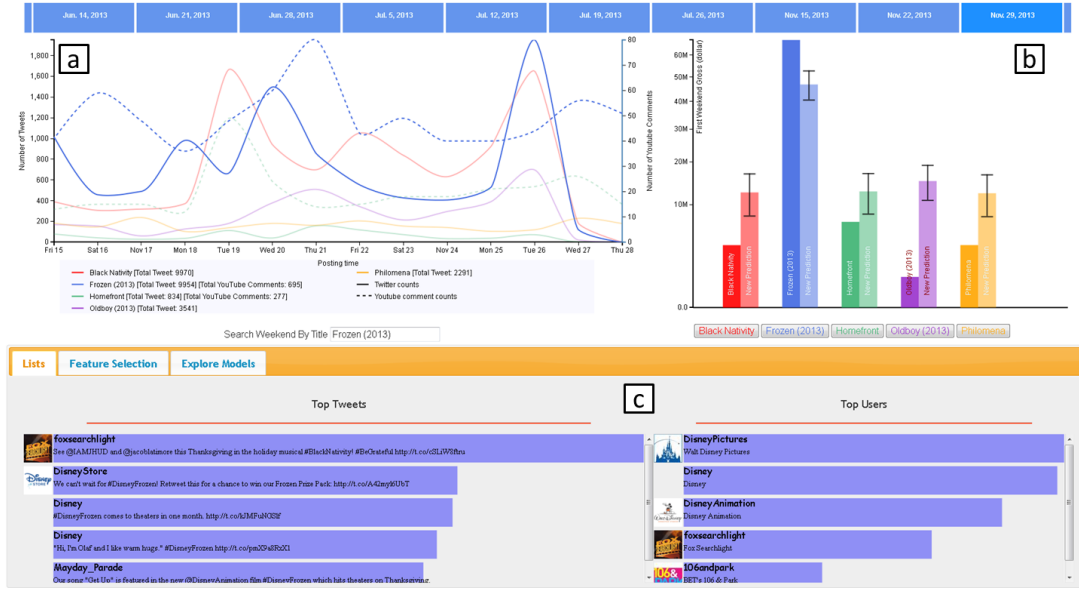 Jun. 14, 2013 Jun. 21, 2013 Jun. 28, 2013 Jul. 5, 2013 Jul. 12, 2013 Jul. 19, 2013 Jul. 26, 2013 Nov. 15, 2013 Nov. 22, 2013 Nov. 29, 2013
a
Number of Tweets
1,800
1,600
1,400
1,200
1,000
800
600
400
200
0
80
70
60
50
40
30
20
10
0
Number of Youtube Comments
Fri 15 Sat 16 Nov 17 Mon 18 Tue 19 Wed 20 Thu 21 Fri 22 Sat 23 Nov 24 Mon 25 Tue 26 Wed 27 Thu 28
Posting time
Black Nativity [Total Tweet: 9970]
Frozen (2013) [Total Tweet: 9954] [Total YouTube Comments: 695]
Homefront [Total Tweet: 834] [Total YouTube Comments: 277]
Oldboy (2013) [Total Tweet: 3541]
Philomena [Total Tweet: 2291]
Twitter counts
Youtube comment counts
Search Weekend By Title Frozen (2013)
b
First Weekend Gross (dollar)
60M
50M
40M
30M
20M
10M
0.0
Black Nativity
New Prediction
Frozen (2013)
New Prediction
Homefront
New Prediction
Oldboy (2013)
New Prediction
Philomena
New Prediction
Black Nativity Frozen (2013) Homefront Oldboy (2013) Philomena
Lists Feature Selection Explore Models
c
Top Tweets
foxsearchlight
See @IAMJHUD and @jacoblatimore this Thanksgiving in the holiday musical #BlackNativity! #BeGrateful http://t.co/cSLiW8ftru
Disney Store
DisneyStore
We can't wait for #DisneyFrozen! Retweet this for a chance to win our Frozen Prize Pack: http://t.co/A42myl6UbT
Disney
#DisneyFrozen comes to theaters in one month. http://t.co/kJMFuNGSlf
Disney
"Hi, I'm Olaf and I like warm hugs." #DisneyFrozen http://t.co/pmX9a8RzX1
Mayday_Parade
Our song "Get Up" is featured in the new @DisneyAnimation film #DisneyFrozen which hits theaters on Thanksgiving.
Top Users
DisneyPictures
Walt Disney Pictures
Disney
Disney
DisneyAnimation
Disney Animation
foxsearchlight
Fox Searchlight
106&
106andpark
BET's 106 & Park